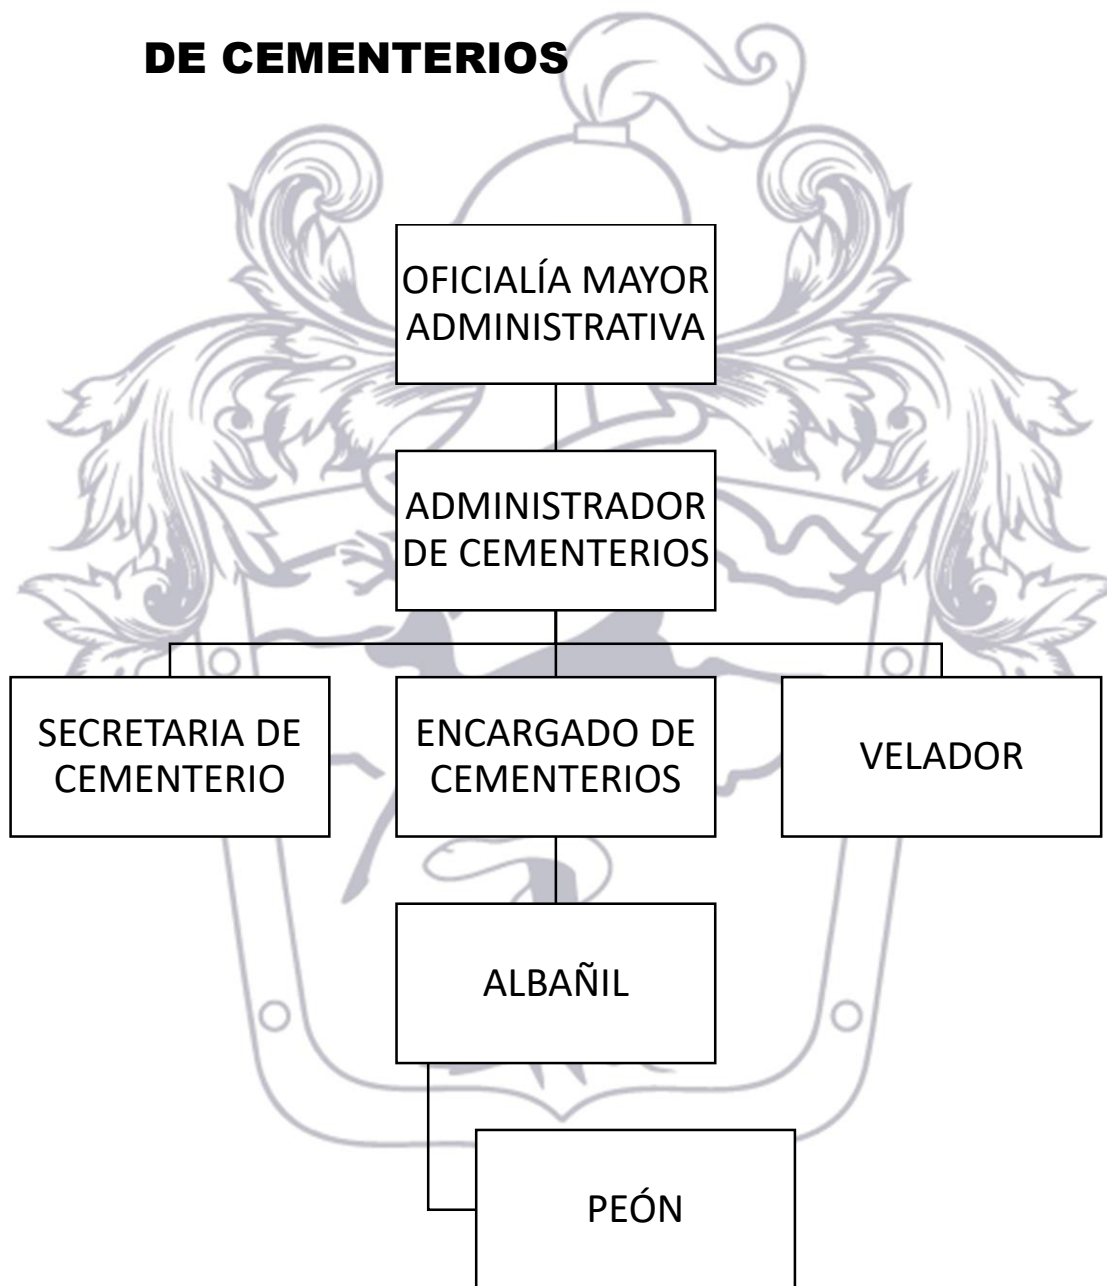 DE CEMENTERIOS
OFICIALÍA MAYOR
ADMINISTRATIVA
ADMINISTRADOR
DE CEMENTERIOS
SECRETARIA DE
CEMENTERIO
ENCARGADO DE
CEMENTERIOS
VELADOR
ALBAÑIL
PEÓN